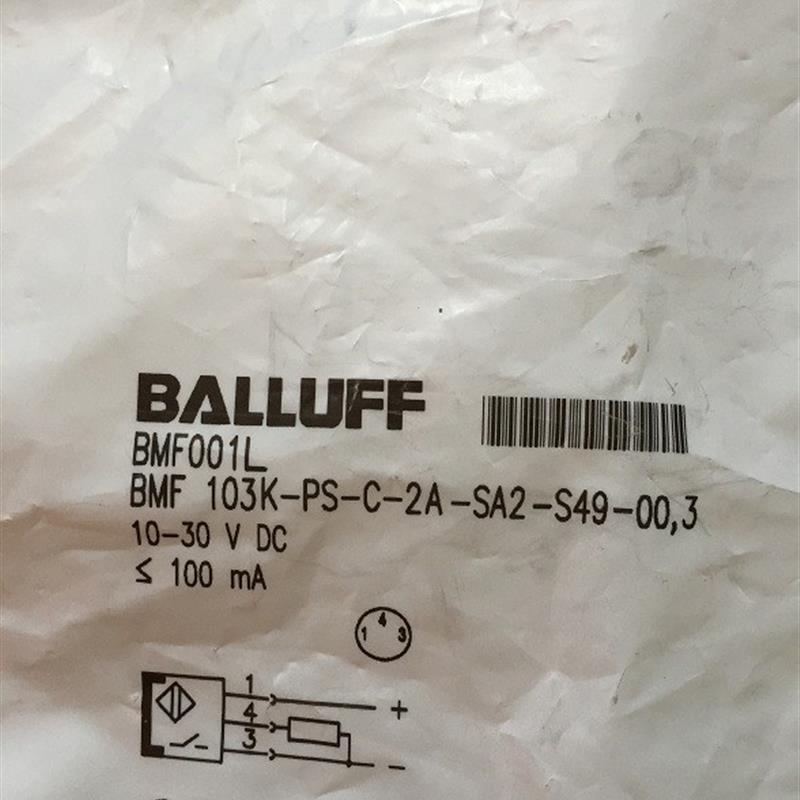 BALLUFF
BMF001L
BMF 103K-PS-C-2A-SA2-S49-00,3
10-30 V DC
≤ 100 mA
1 4 3
1 +
4
3 -